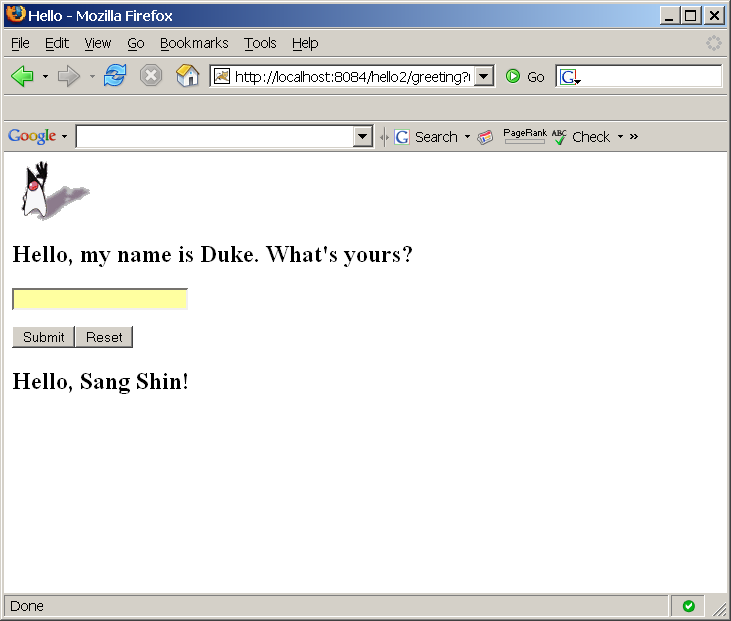 Hello - Mozilla Firefox
File Edit View Go Bookmarks Tools Help
http://localhost:8084/hello2/greeting? Go G
Google G Search PageRank ABC Check »
Hello, my name is Duke. What's yours?
Submit Reset
Hello, Sang Shin!
Done